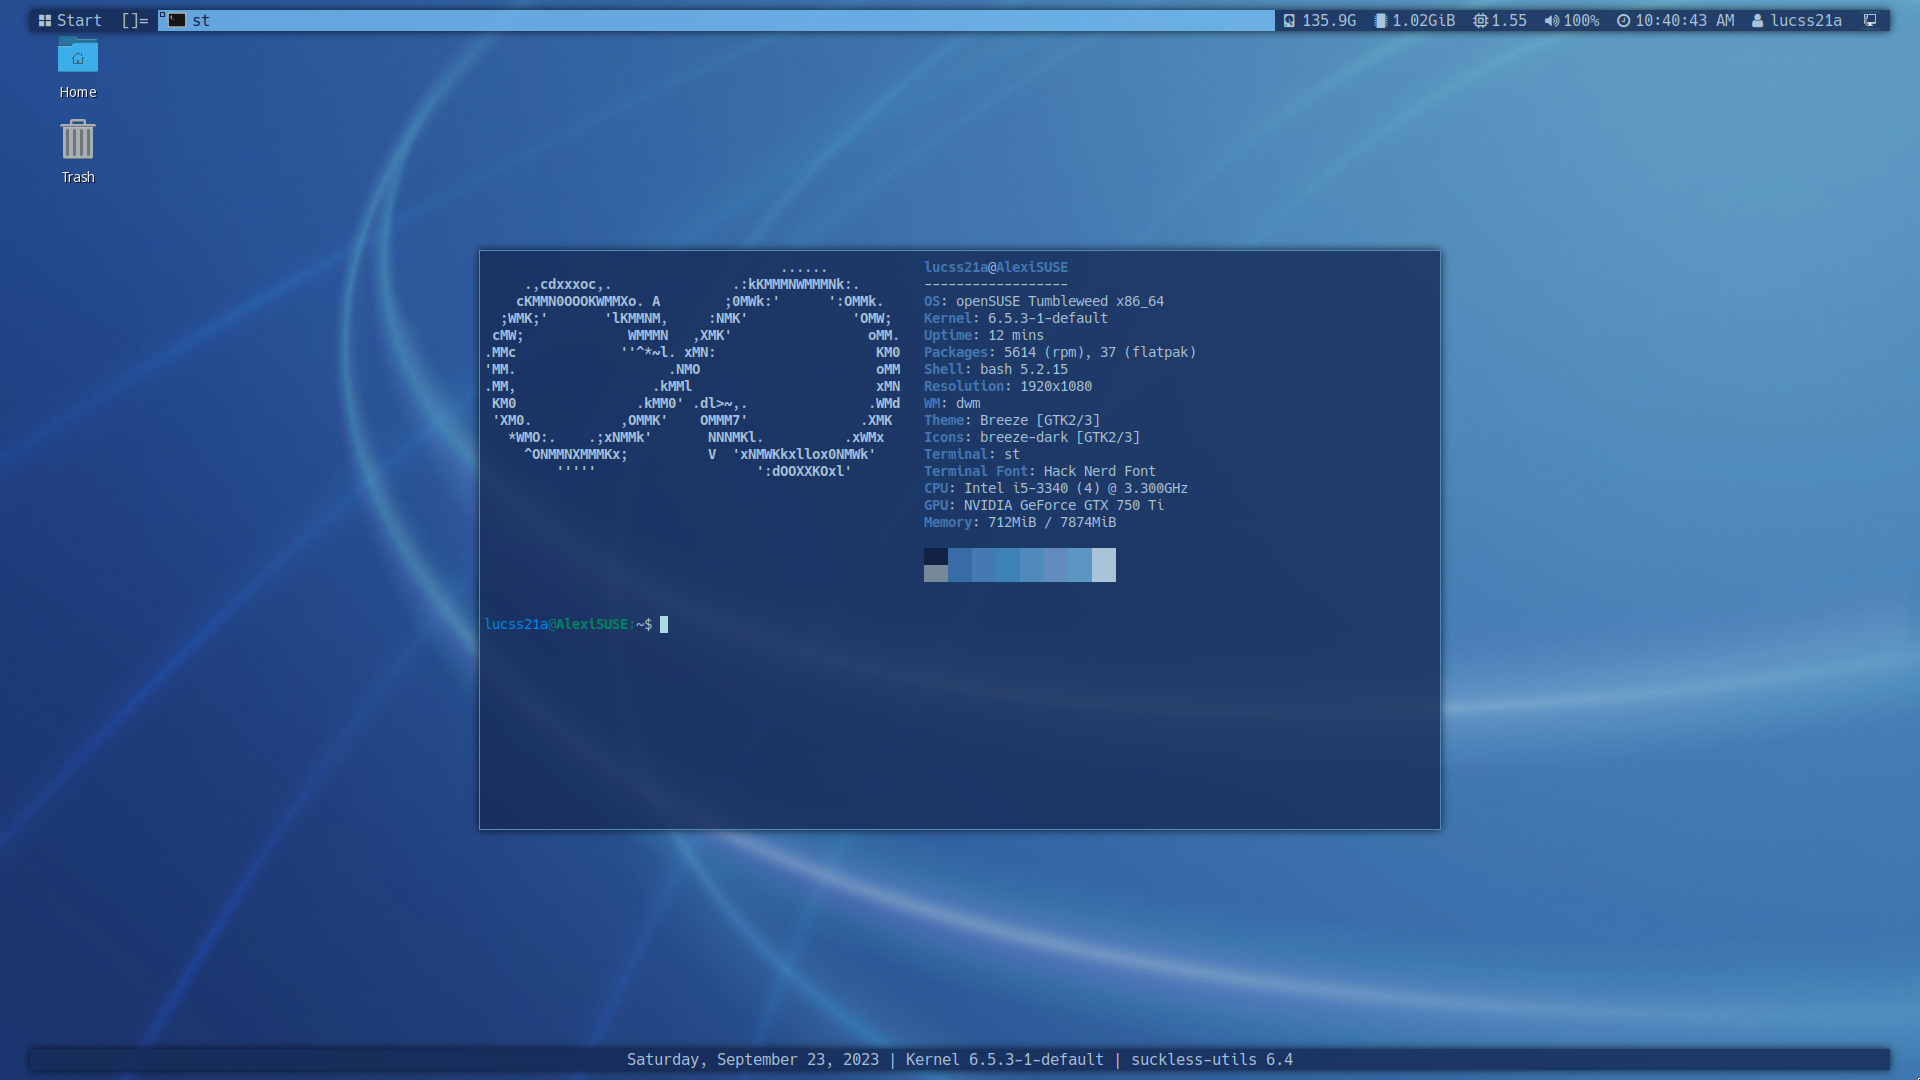 Start []= st 135.9G 1.02GiB 1.55 100% 10:40:43 AM lucss21a
Home
Trash
                                     ......
     .,cdxxxoc,.               .:kKMMMNWMMMNk:.
    cKMMN0OOOKWMMXo. A        ;0MWk:'      ':OMMk.
  ;WMK;'       'lKMMNM,     :NMK'             'OMW;
 cMW;             WMMMN   ,XMK'                 oMM.
.MMc             ''^*~l. xMN:                    KM0
'MM.                   .NMO                      oMM
.MM,                 .kMMl                       xMN
 KM0               .kMM0' .dl>~,.               .WMd
 'XM0.           ,OMMK'    OMMM7'              .XMK
   *WMO:.    .;xNMMk'       NNNMKl.          .xWMx
     ^ONMMNXMMMKx;          V  'xNMWKkxllox0NMWk'
         '''''                    ':dOOXXKOxl'
lucss21a@AlexiSUSE
------------------
OS: openSUSE Tumbleweed x86_64
Kernel: 6.5.3-1-default
Uptime: 12 mins
Packages: 5614 (rpm), 37 (flatpak)
Shell: bash 5.2.15
Resolution: 1920x1080
WM: dwm
Theme: Breeze [GTK2/3]
Icons: breeze-dark [GTK2/3]
Terminal: st
Terminal Font: Hack Nerd Font
CPU: Intel i5-3340 (4) @ 3.300GHz
GPU: NVIDIA GeForce GTX 750 Ti
Memory: 712MiB / 7874MiB
lucss21a@AlexiSUSE:~$
Saturday, September 23, 2023 | Kernel 6.5.3-1-default | suckless-utils 6.4